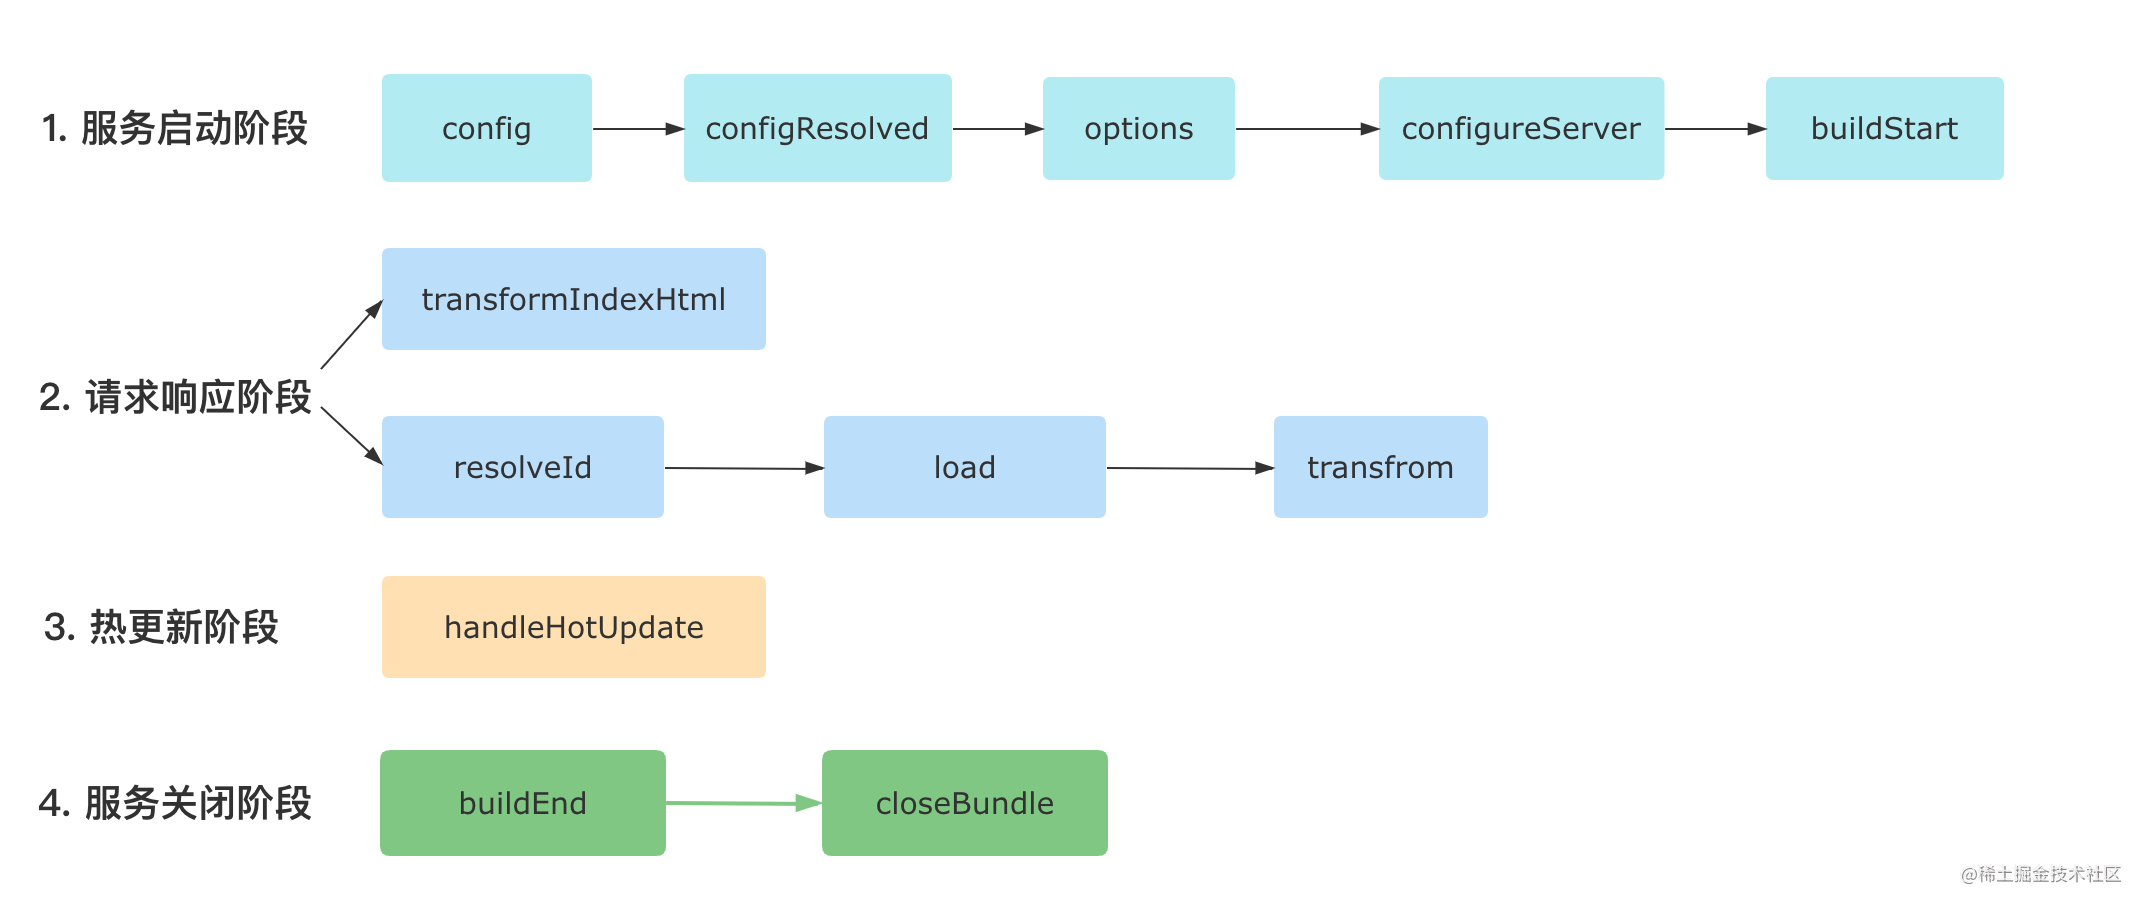 1. 服务启动阶段
config
configResolved
options
configureServer
buildStart
transformIndexHtml
2. 请求响应阶段
resolveId
load
transfrom
3. 热更新阶段
handleHotUpdate
4. 服务关闭阶段
buildEnd
closeBundle
@稀土掘金技术社区